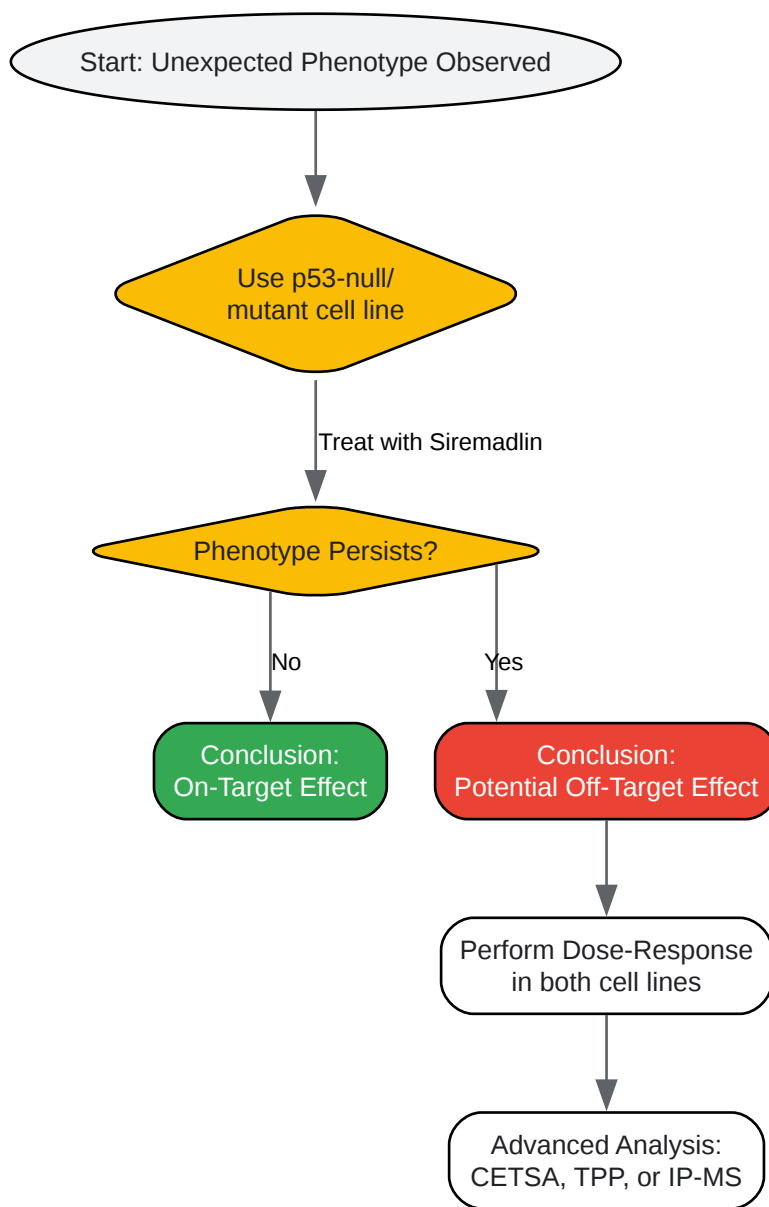 Start: Unexpected Phenotype Observed
Use p53-null/
mutant cell line
Treat with Siremadlin
Phenotype Persists?
No
Yes
Conclusion:
On-Target Effect
Conclusion:
Potential Off-Target Effect
Perform Dose-Response
in both cell lines
Advanced Analysis:
CETSA, TPP, or IP-MS